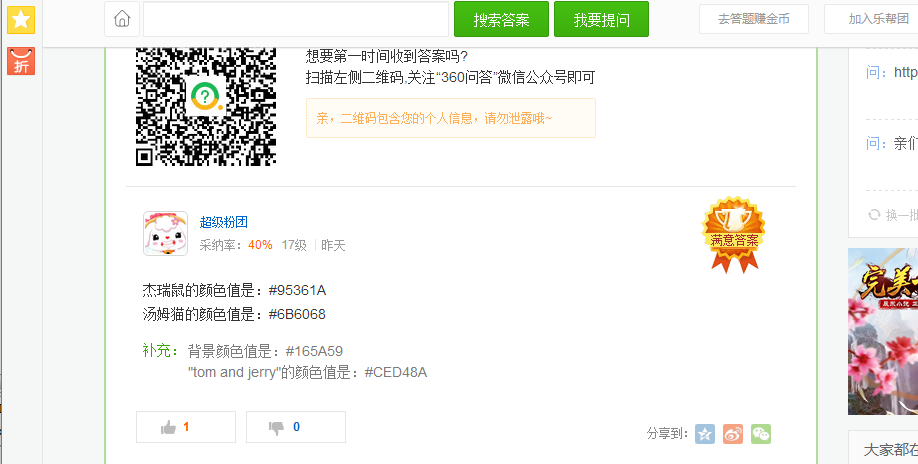 搜索答案
我要提问
去答题赚金币
加入乐帮团
折
想要第一时间收到答案吗?
扫描左侧二维码,关注“360问答”微信公众号即可
亲，二维码包含您的个人信息，请勿泄露哦~
问：http
问：亲们
换一批
超级粉团
采纳率：40% 17级 昨天
满意答案
杰瑞鼠的颜色值是：#95361A
汤姆猫的颜色值是：#6B6068
补充：背景颜色值是：#165A59
"tom and jerry"的颜色值是：#CED48A
1
0
分享到：
完美
大家都在